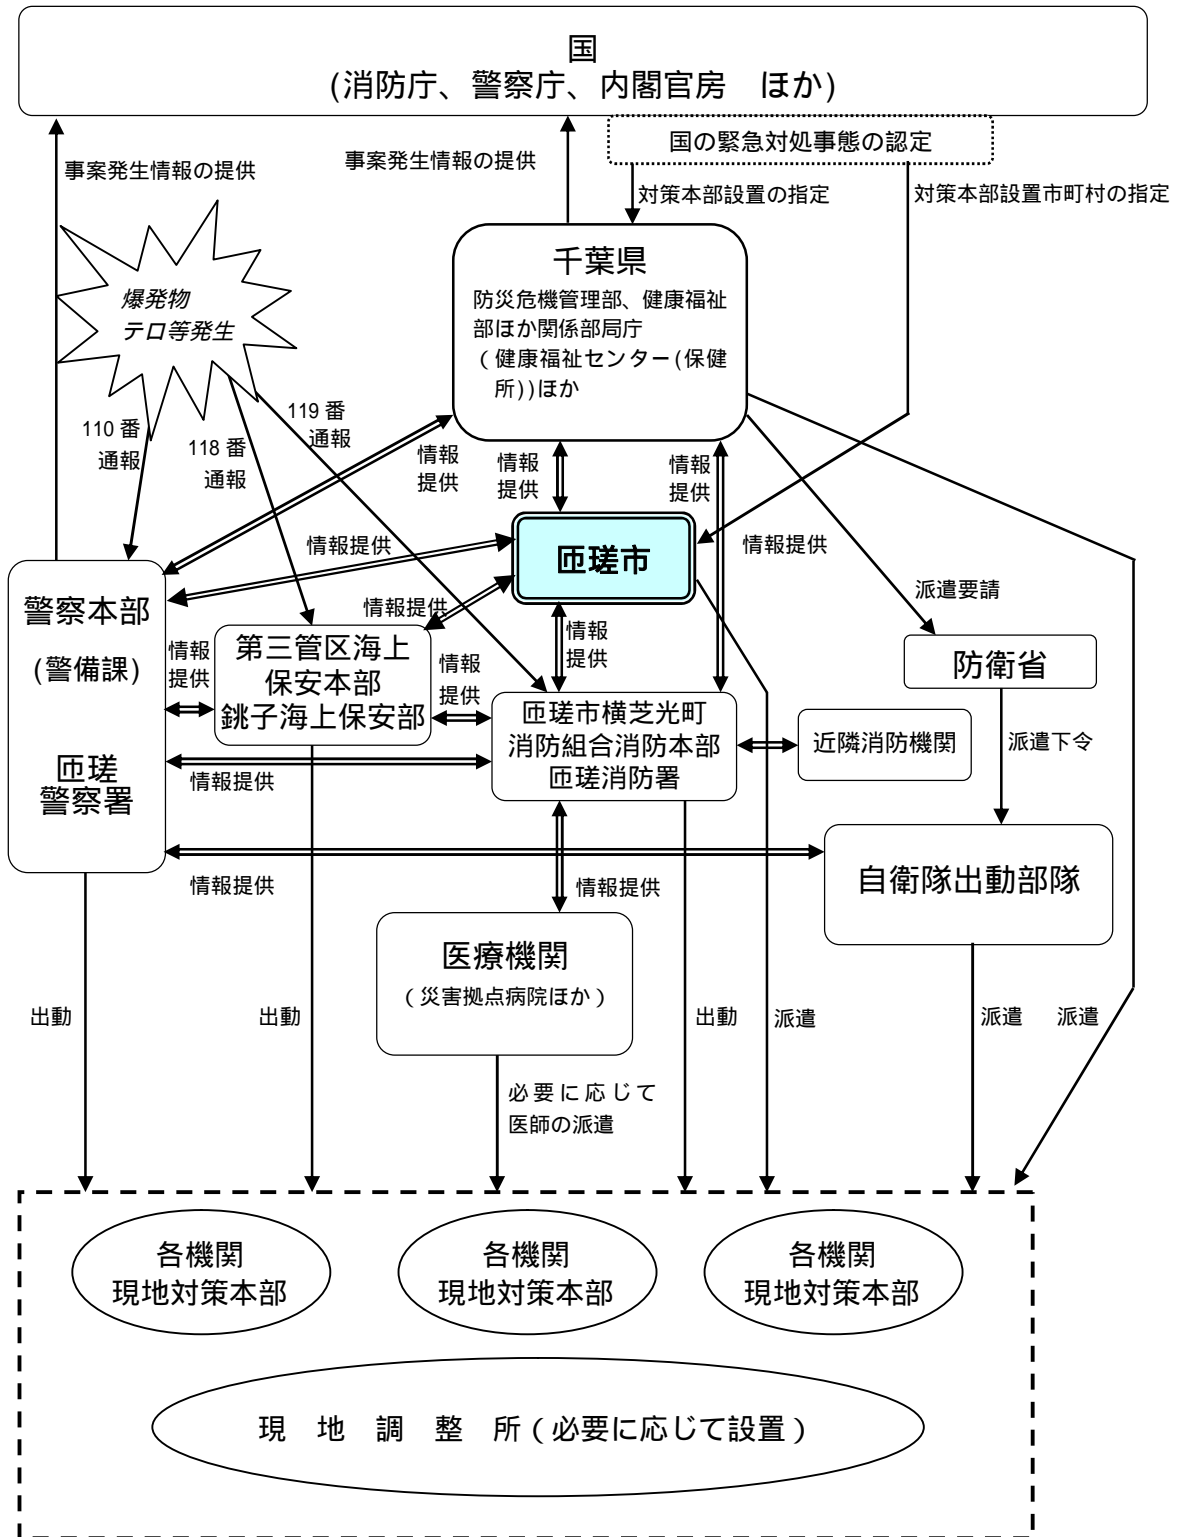 国
(消防庁、警察庁、内閣官房　ほか)
国の緊急対処事態の認定
事案発生情報の提供
事案発生情報の提供
対策本部設置の指定
対策本部設置市町村の指定
千葉県
防災危機管理部、健康福祉
部ほか関係部局庁
（健康福祉センター(保健
所))ほか
爆発物
テロ等発生
110 番
通報
118 番
通報
119 番
通報
情報
提供
情報
提供
情報
提供
情報提供
匝瑳市
情報提供
情報提供
情報
提供
派遣要請
警察本部
(警備課)
匝瑳
警察署
情報
提供
第三管区海上
保安本部
銚子海上保安部
情報
提供
匝瑳市横芝光町
消防組合消防本部
匝瑳消防署
近隣消防機関
防衛省
派遣下令
情報提供
情報提供
自衛隊出動部隊
情報提供
医療機関
（災害拠点病院ほか）
出動
出動
出動
派遣
派遣
派遣
必要に応じて
医師の派遣
各機関
現地対策本部
各機関
現地対策本部
各機関
現地対策本部
現　地　調　整　所（必要に応じて設置）